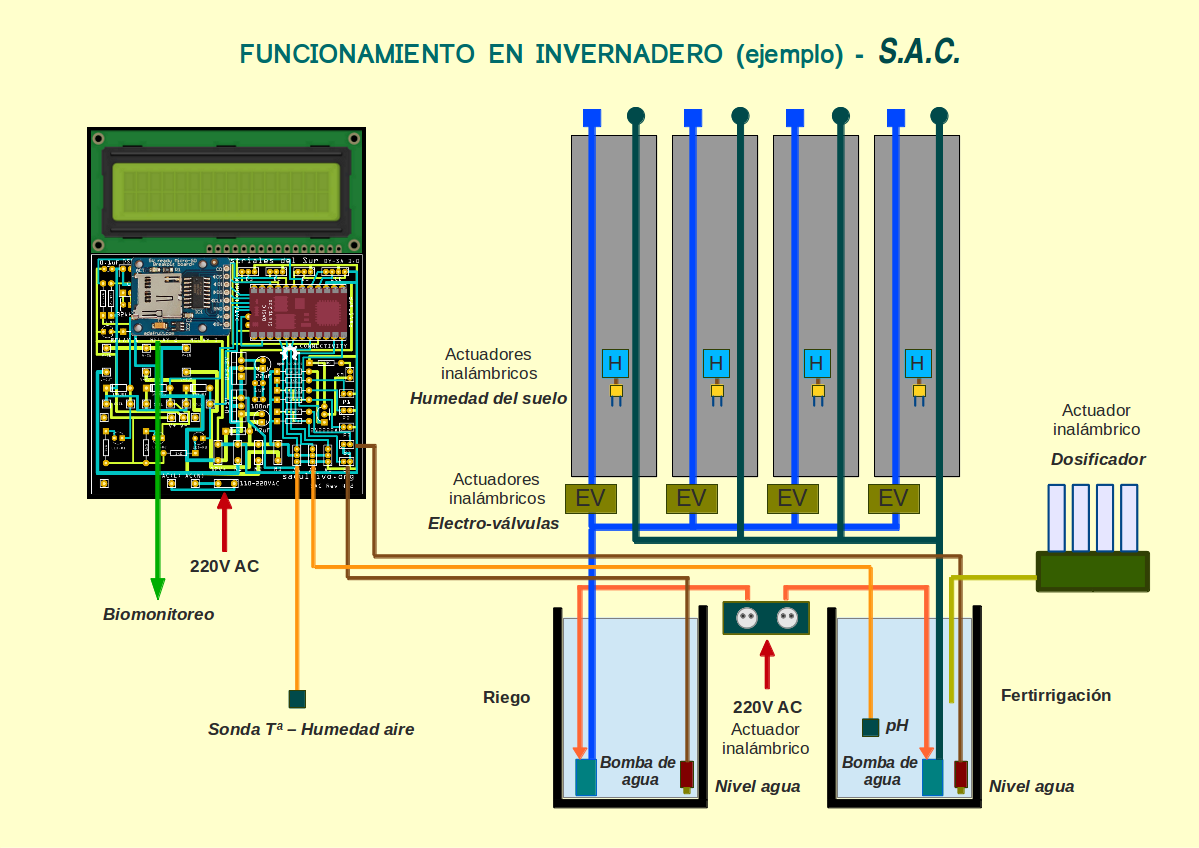 FUNCIONAMIENTO EN INVERNADERO (ejemplo) - S.A.C.
Actuadores
inalámbricos
Humedad del suelo
H
H
H
H
Actuadores
inalámbricos
Electro-válvulas
EV
EV
EV
EV
Actuador
inalámbrico
Dosificador
110-220VAC
220V AC
Biomonitoreo
Sonda Tª – Humedad aire
Riego
220V AC
Actuador
inalámbrico
Fertirrigación
pH
Bomba de
agua
Nivel agua
Bomba de
agua
Nivel agua